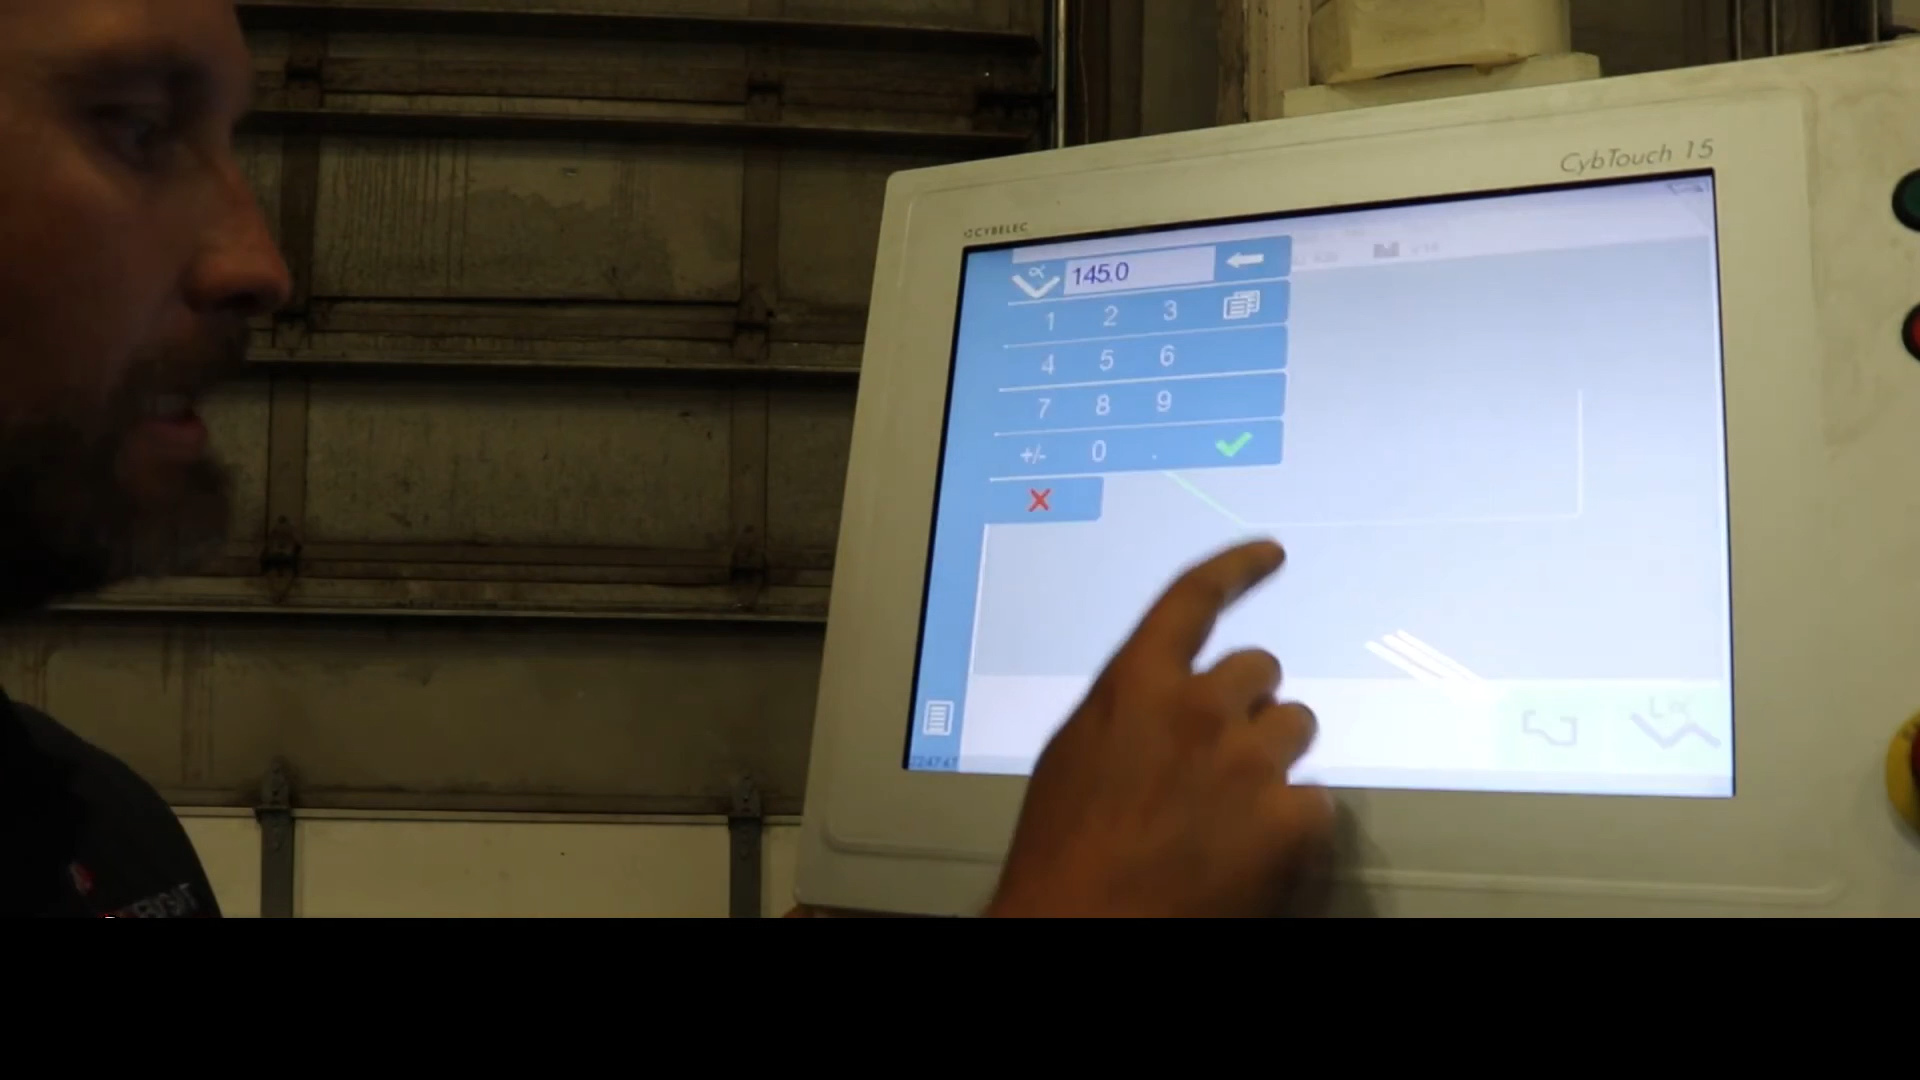 CybTouch 15
CYBELEC
α 145.0
1 2 3
4 5 6
7 8 9
+/- 0 .
L α